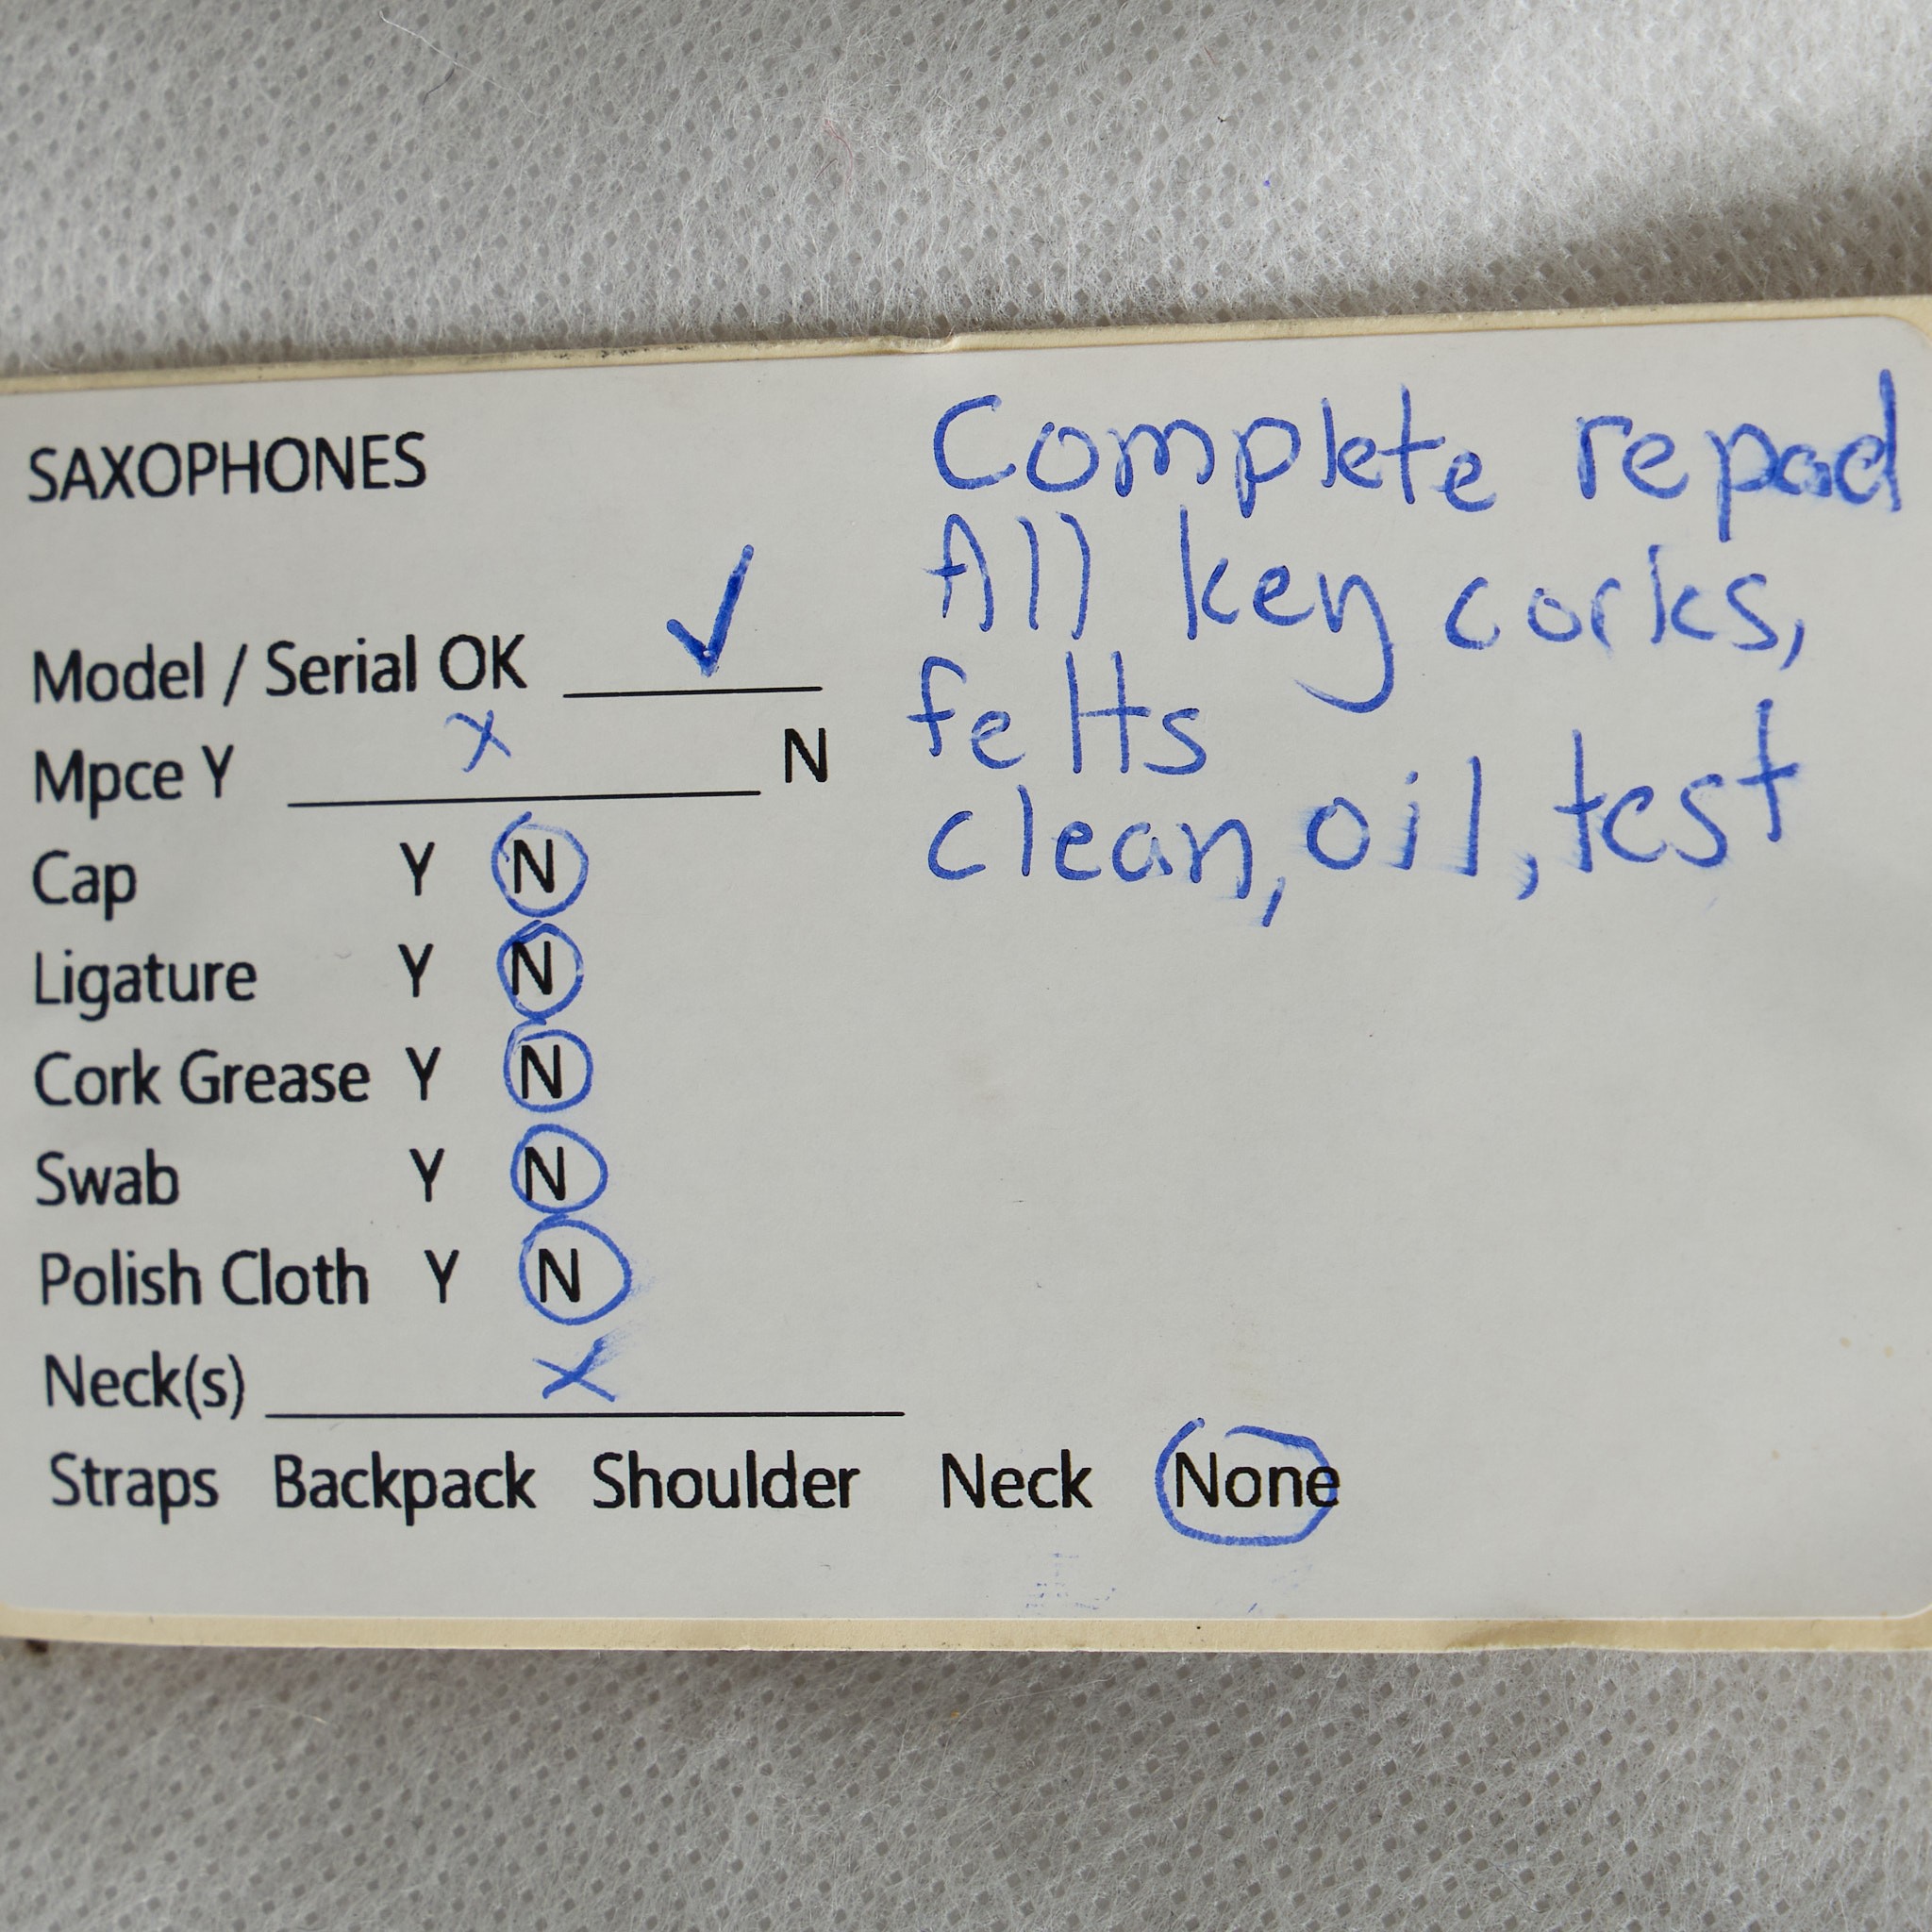 SAXOPHONES
Complete repad
All key corks,
felts
clean, oil, test
Model / Serial OK ✓
Mpce Y x N
Cap Y N
Ligature Y N
Cork Grease Y N
Swab Y N
Polish Cloth Y N
Neck(s) x
Straps Backpack Shoulder Neck None